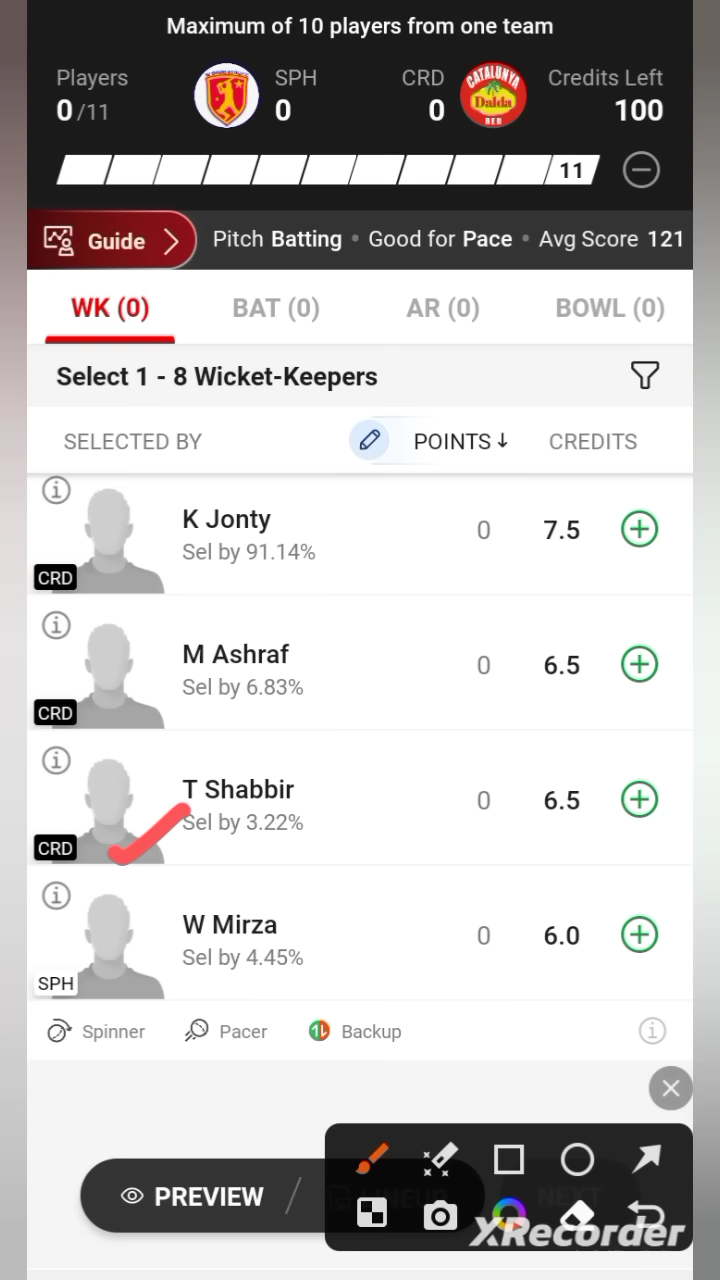 Maximum of 10 players from one team
Players
0/11
SPH
0
CRD
0
CATALUNYA
Dalda
RED
Credits Left
100
11
Guide
Pitch Batting • Good for Pace • Avg Score 121
WK (0) BAT (0) AR (0) BOWL (0)
Select 1 - 8 Wicket-Keepers
SELECTED BY POINTS CREDITS
K Jonty
Sel by 91.14%
0 7.5
CRD
M Ashraf
Sel by 6.83%
0 6.5
CRD
T Shabbir
Sel by 3.22%
0 6.5
CRD
W Mirza
Sel by 4.45%
0 6.0
SPH
Spinner Pacer Backup
PREVIEW
NEXT
XRecorder